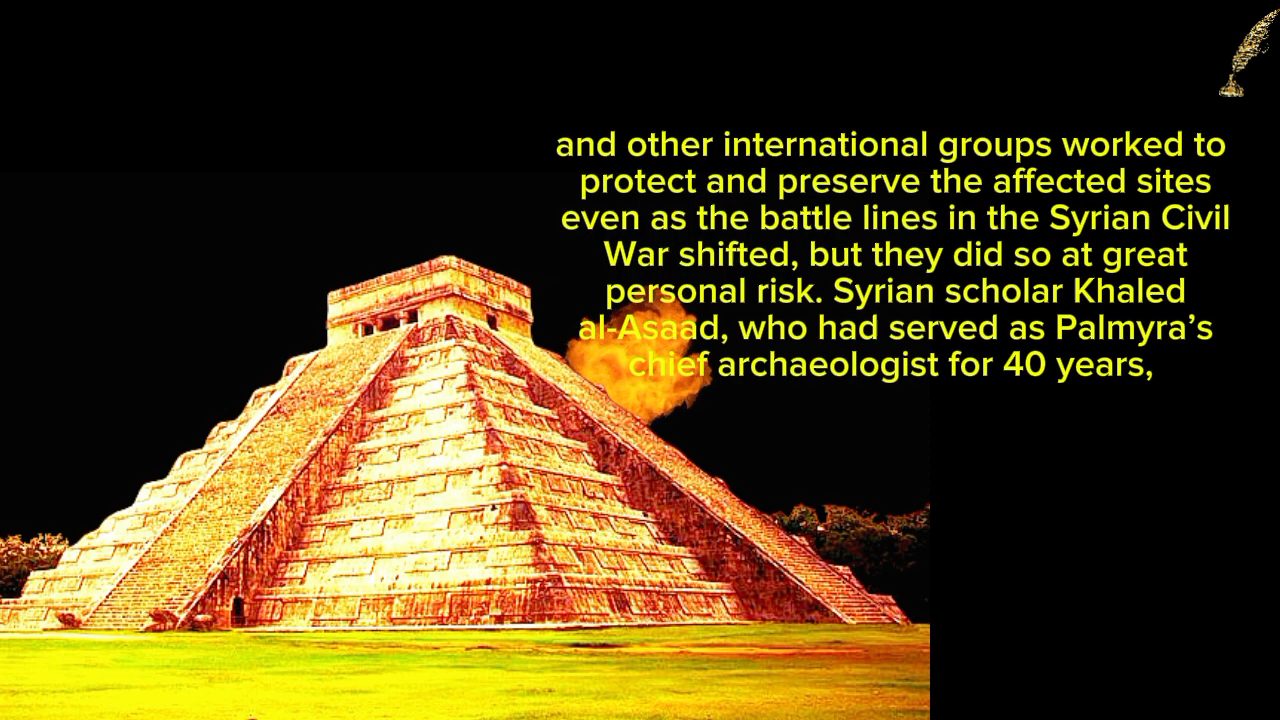 and other international groups worked to
protect and preserve the affected sites
even as the battle lines in the Syrian Civil
War shifted, but they did so at great
personal risk. Syrian scholar Khaled
al-Asaad, who had served as Palmyra’s
chief archaeologist for 40 years,